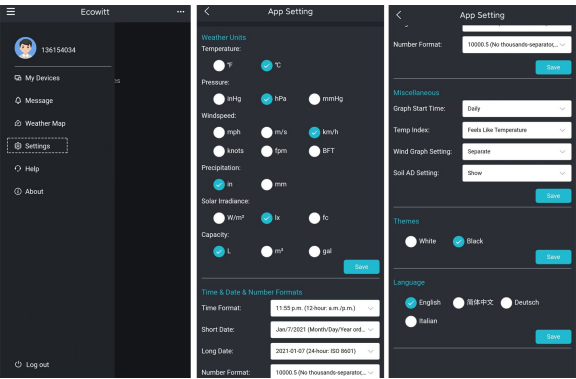 Ecowitt
136154034
es
My Devices
Message
Weather Map
Settings
Help
About
Log out
App Setting
Weather Units
Temperature:
℉ ℃
Pressure:
inHg hPa mmHg
Windspeed:
mph m/s km/h
knots fpm BFT
Precipitation:
in mm
Solar Irradiance:
W/m² lx fc
Capacity:
L m³ gal
Save
Time & Date & Number Formats
Time Format: 11:55 p.m. (12-hour: a.m./p.m.)
Short Date: Jan/7/2021 (Month/Day/Year ord...
Long Date: 2021-01-07 (24-hour: ISO 8601)
Number Format: 10000.5 (No thousands-separator,...
App Setting
Number Format: 10000.5 (No thousands-separator,...
Save
Miscellaneous
Graph Start Time: Daily
Temp Index: Feels Like Temperature
Wind Graph Setting: Separate
Soil AD Setting: Show
Save
Themes
White Black
Save
Language
English 简体中文 Deutsch
Italian
Save